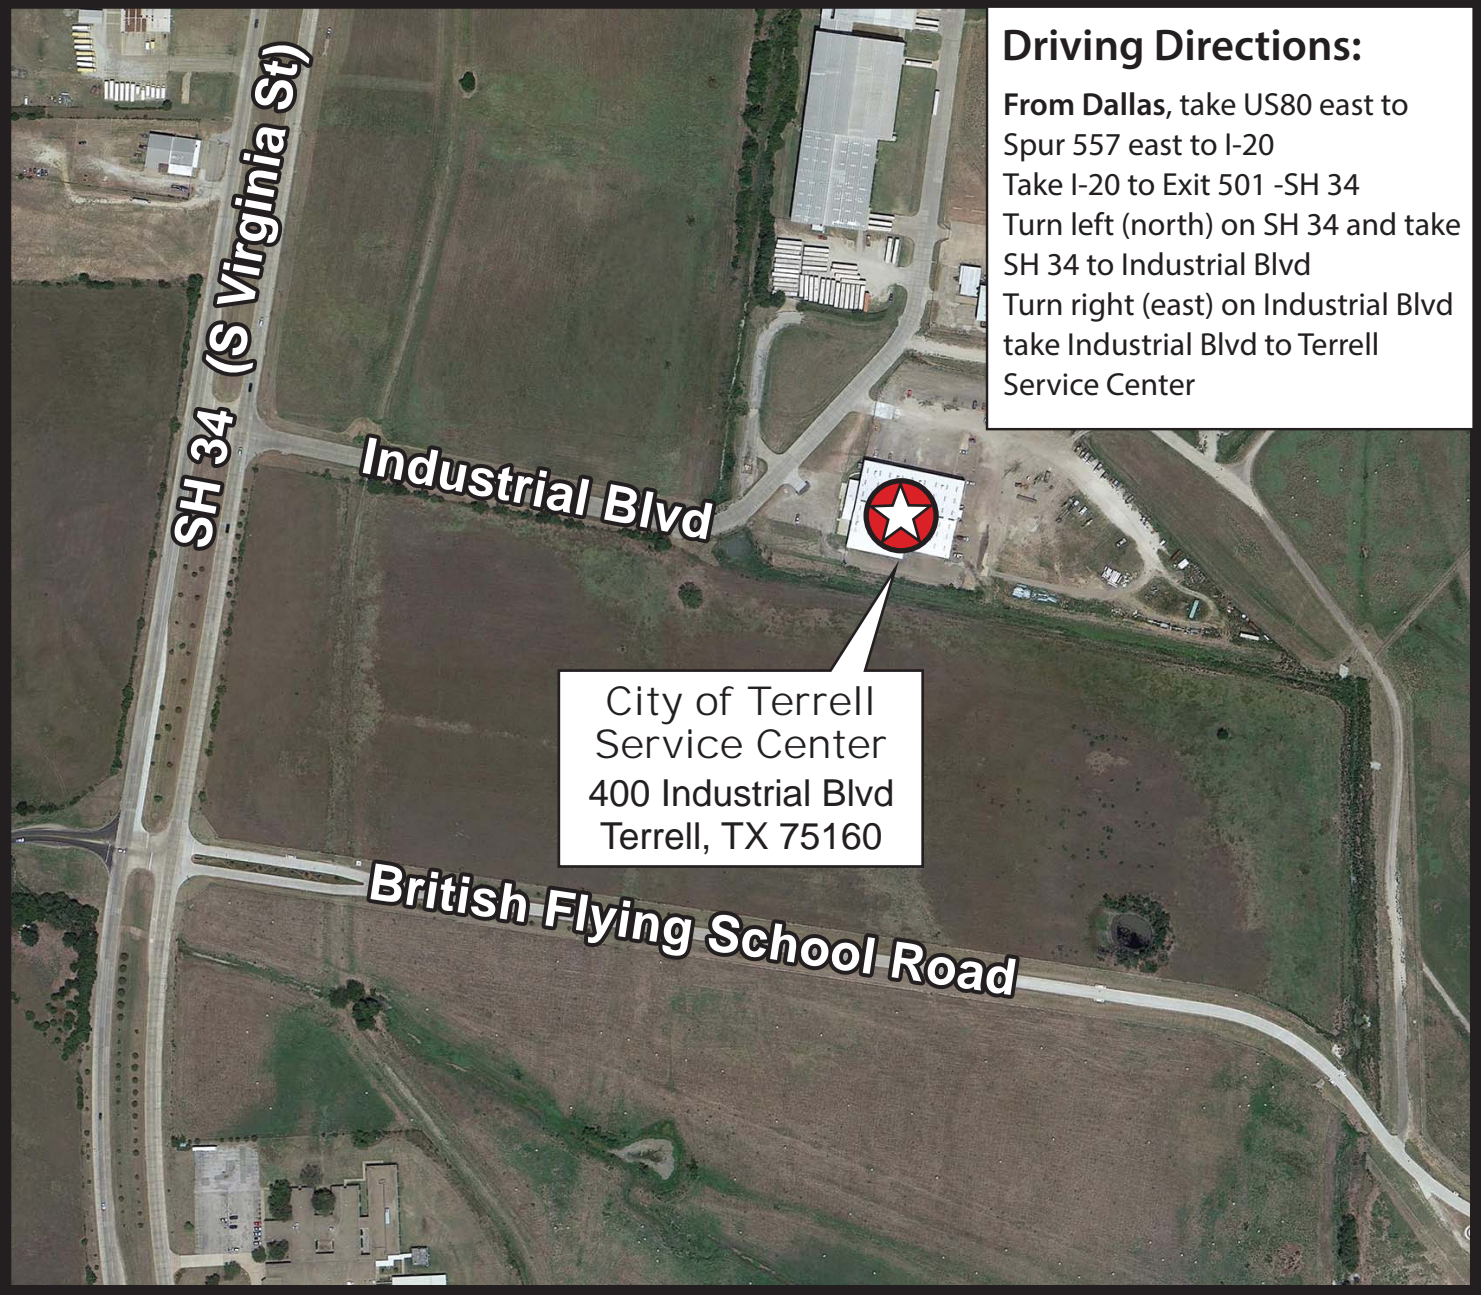 Driving Directions:
From Dallas, take US80 east to
Spur 557 east to I-20
Take I-20 to Exit 501 -SH 34
Turn left (north) on SH 34 and take
SH 34 to Industrial Blvd
Turn right (east) on Industrial Blvd
take Industrial Blvd to Terrell
Service Center
SH 34 (S Virginia St)
Industrial Blvd
City of Terrell
Service Center
400 Industrial Blvd
Terrell, TX 75160
British Flying School Road